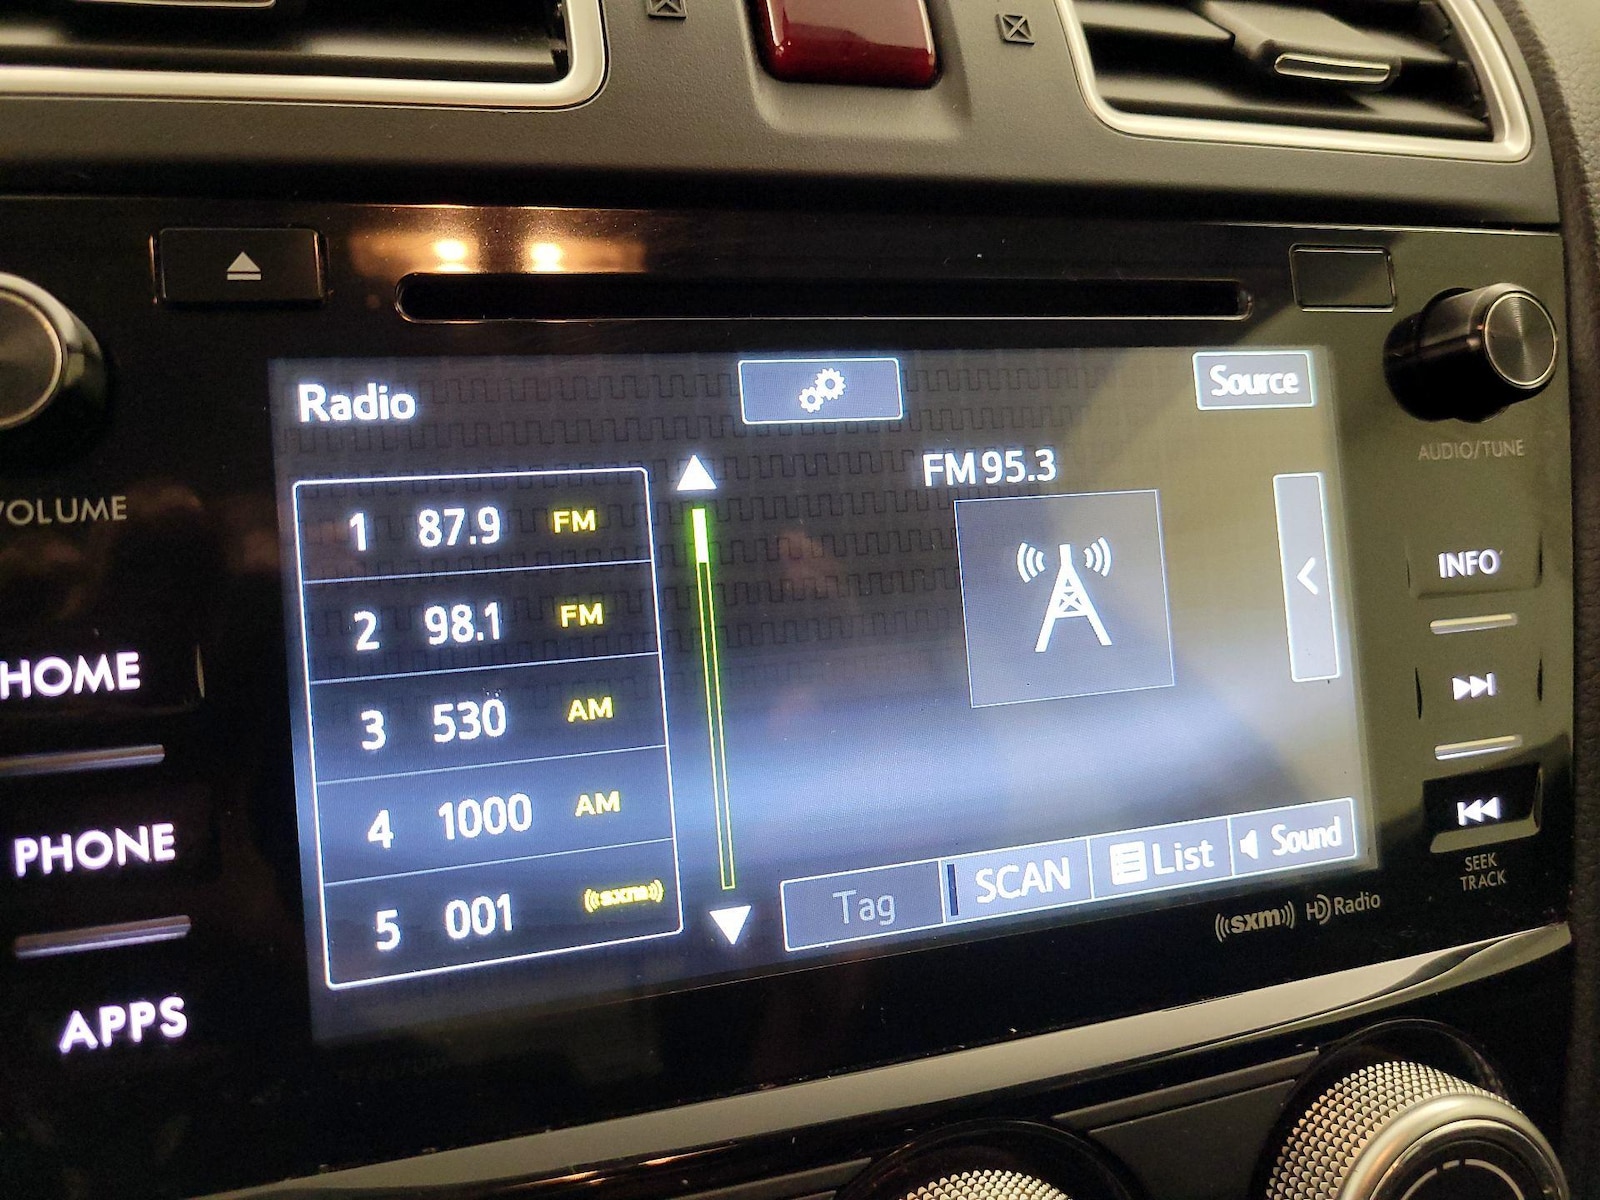 Radio
Source
FM 95.3
1 87.9 FM
2 98.1 FM
3 530 AM
4 1000 AM
5 001 ((sxm))
Tag
SCAN
List
Sound
VOLUME
HOME
PHONE
APPS
AUDIO/TUNE
INFO
SEEK
TRACK
((sxm)) HD Radio